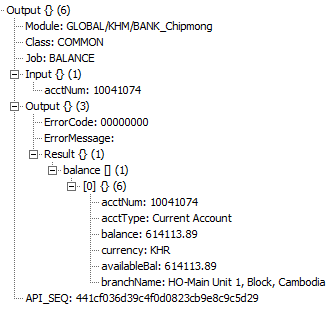 Output {} (6)
Module: GLOBAL/KHM/BANK_Chipmong
Class: COMMON
Job: BALANCE
Input {} (1)
acctNum: 10041074
Output {} (3)
ErrorCode: 00000000
ErrorMessage:
Result {} (1)
balance [] (1)
[0] {} (6)
acctNum: 10041074
acctType: Current Account
balance: 614113.89
currency: KHR
availableBal: 614113.89
branchName: HO-Main Unit 1, Block, Cambodia
API_SEQ: 441cf036d39c4f0d0823cb9e8c9c5d29